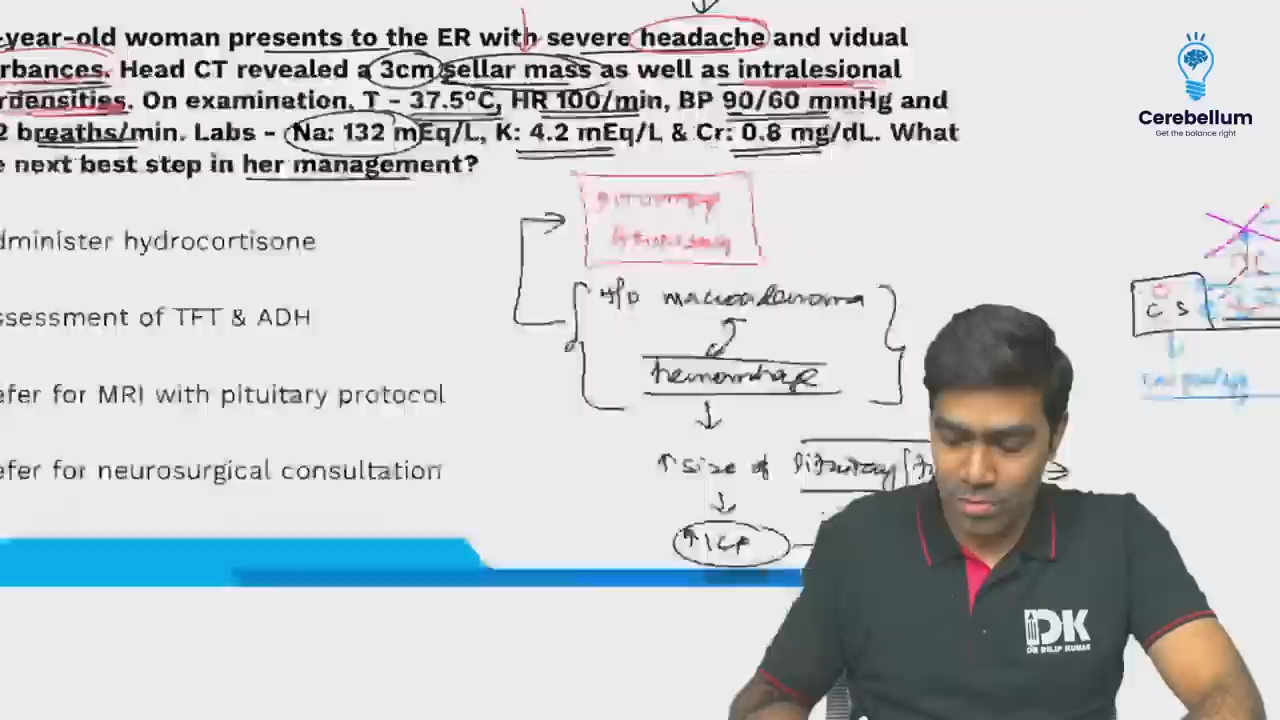 -year-old woman presents to the ER with severe headache and vidual
rbances. Head CT revealed a 3cm sellar mass as well as intralesional
rdensities. On examination, T - 37.5°C, HR 100/min, BP 90/60 mmHg and
2 breaths/min. Labs - Na: 132 mEq/L, K: 4.2 mEq/L & Cr: 0.8 mg/dL. What
e next best step in her management?
Cerebellum
Get the balance right
dminister hydrocortisone
ssessment of TFT & ADH
efer for MRI with pituitary protocol
efer for neurosurgical consultation
H/O macroadenoma
hemorrhage
↑ size of Pituitary
↑ ICP
C S
DK
DR DILIP KUMAR